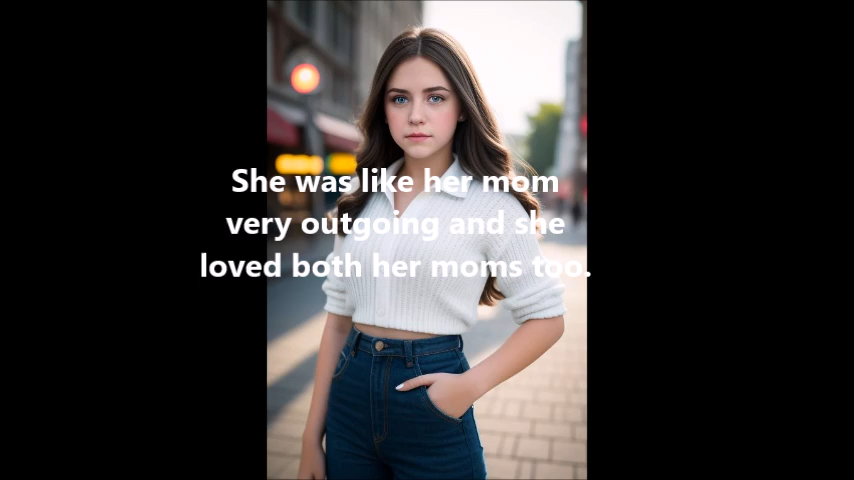 She was like her mom
very outgoing and she
loved both her moms too.